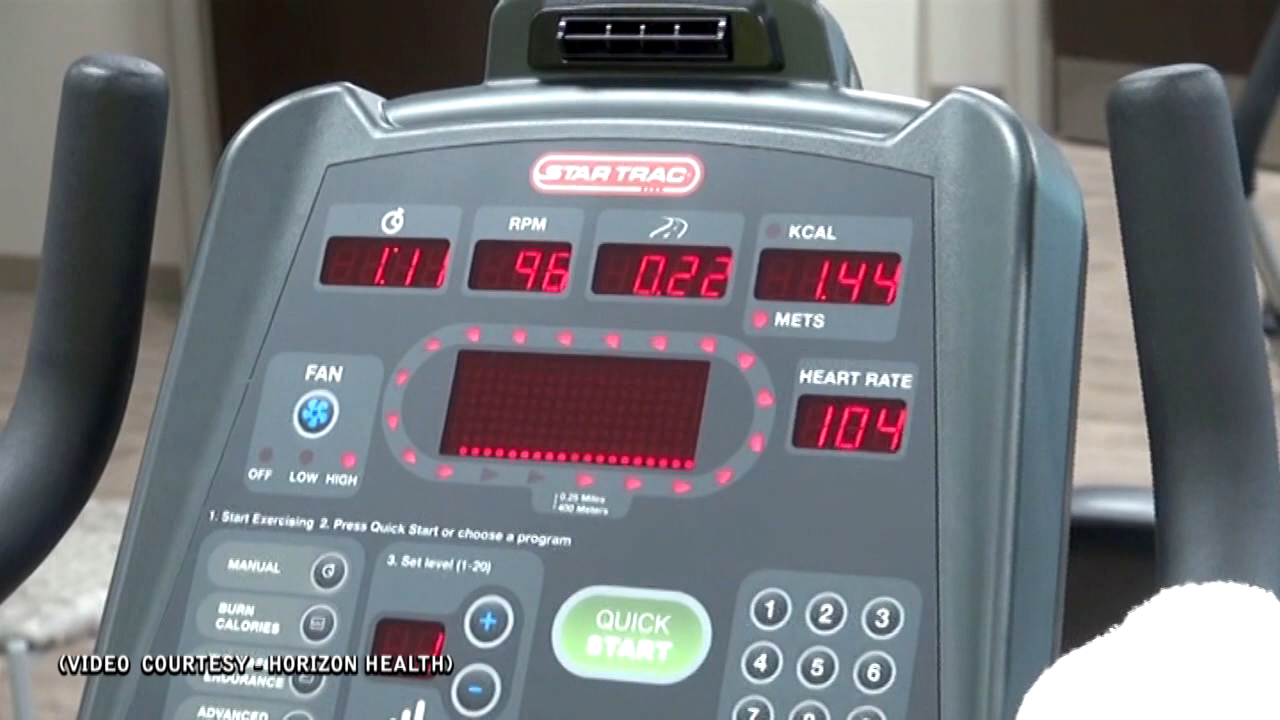 STAR TRAC
RPM
KCAL
1:11
96
0.22
1.44
METS
FAN
HEART RATE
104
OFF LOW HIGH
0.25 Miles
400 Meters
1. Start Exercising 2. Press Quick Start or choose a program
MANUAL
3. Set level (1-20)
BURN
CALORIES
QUICK
START
1 2 3
1
4 5 6
(VIDEO COURTESY - HORIZON HEALTH)
ENDURANCE
ADVANCED
7